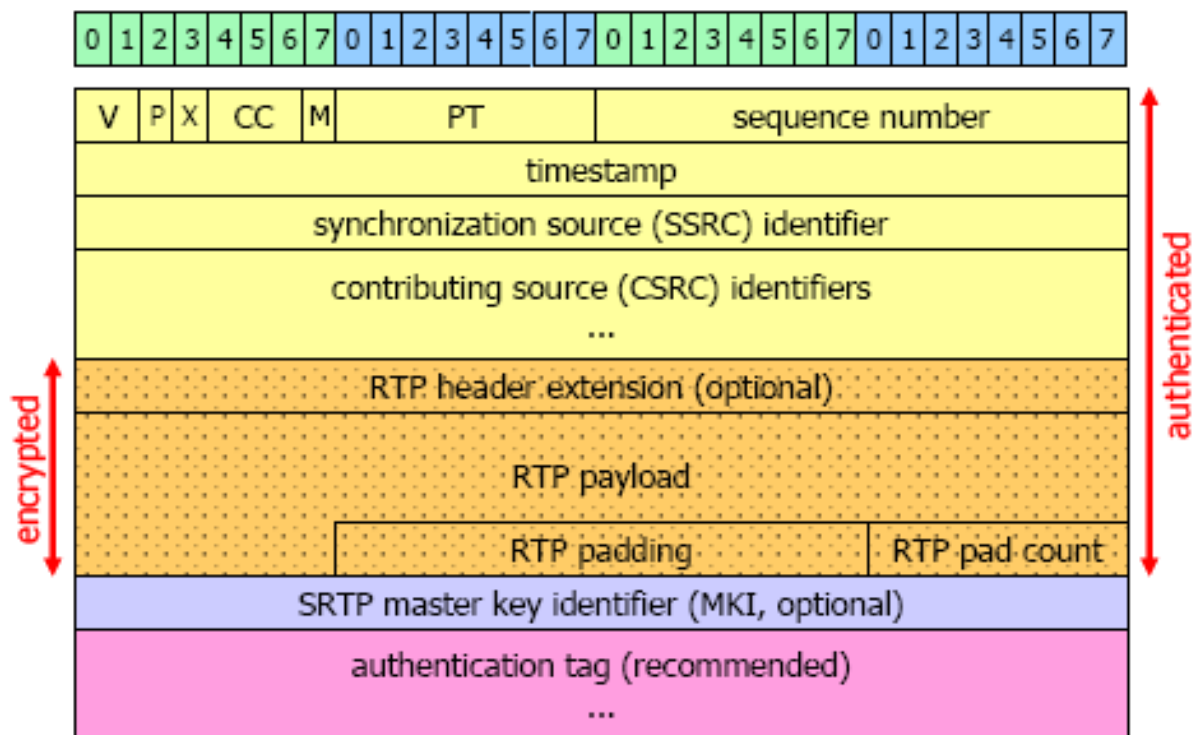 0 1 2 3 4 5 6 7 0 1 2 3 4 5 6 7 0 1 2 3 4 5 6 7 0 1 2 3 4 5 6 7
V P X CC M PT sequence number
timestamp
synchronization source (SSRC) identifier
contributing source (CSRC) identifiers
...
RTP header extension (optional)
RTP payload
RTP padding RTP pad count
SRTP master key identifier (MKI, optional)
authentication tag (recommended)
...
encrypted
authenticated